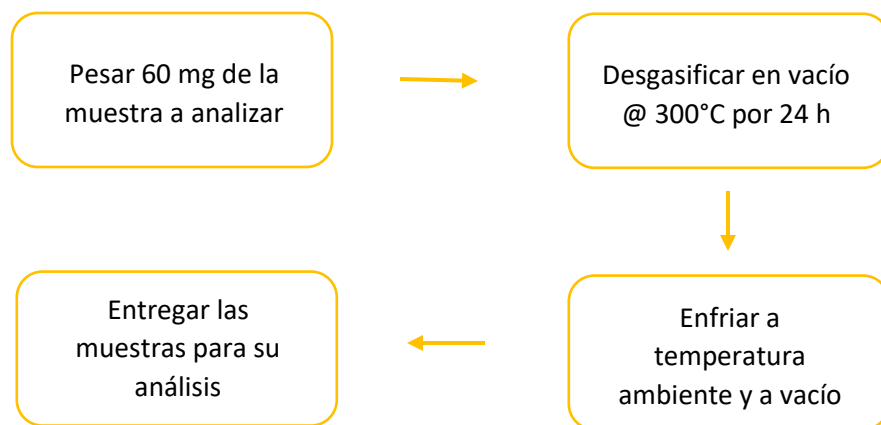 Pesar 60 mg de la
muestra a analizar
Desgasificar en vacío
@ 300°C por 24 h
Enfriar a
temperatura
ambiente y a vacío
Entregar las
muestras para su
análisis